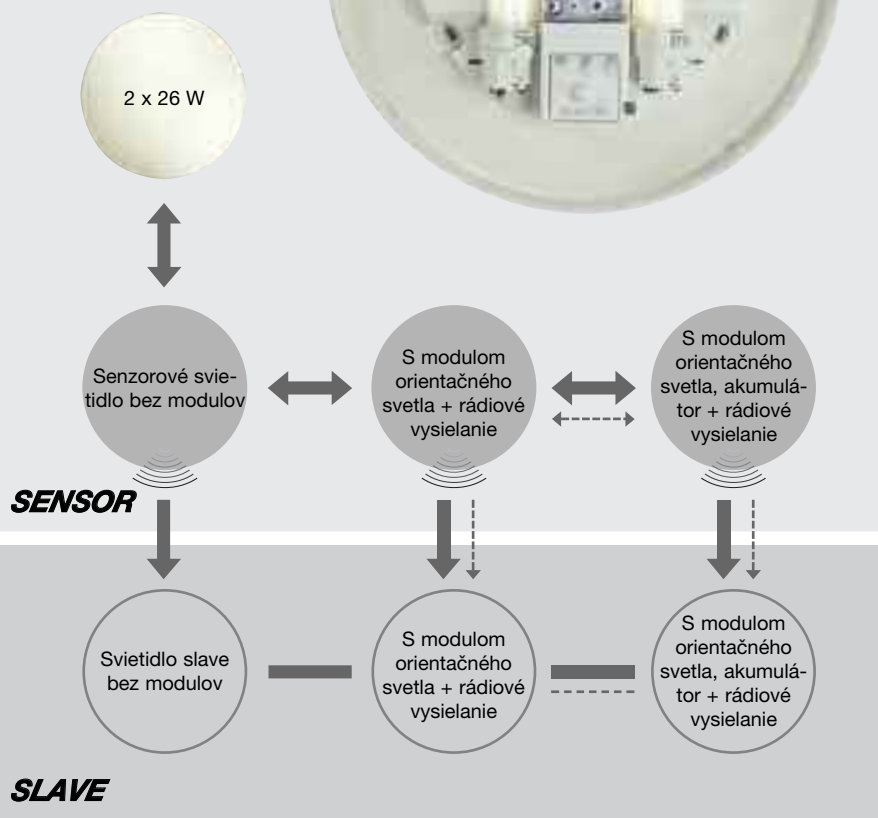 2 x 26 W
Senzorové svie-
tidlo bez modulov
S modulom
orientačného
svetla + rádiové
vysielanie
S modulom
orientačného
svetla, akumulá-
tor + rádiové
vysielanie
SENSOR
Svietidlo slave
bez modulov
S modulom
orientačného
svetla + rádiové
vysielanie
S modulom
orientačného
svetla, akumulá-
tor + rádiové
vysielanie
SLAVE